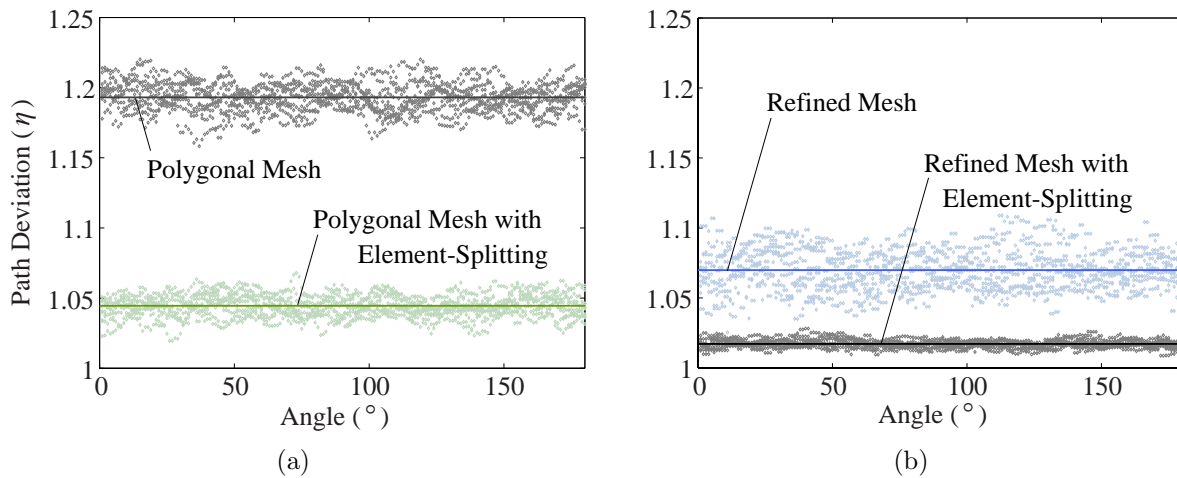 1.25
1.2
1.15
1.1
1.05
1
Path Deviation ( η )
Polygonal Mesh
Polygonal Mesh with
Element-Splitting
0
50
100
150
Angle ( ° )
(a)
1.25
1.2
1.15
1.1
1.05
1
Refined Mesh
Refined Mesh with
Element-Splitting
0
50
100
150
Angle ( ° )
(b)